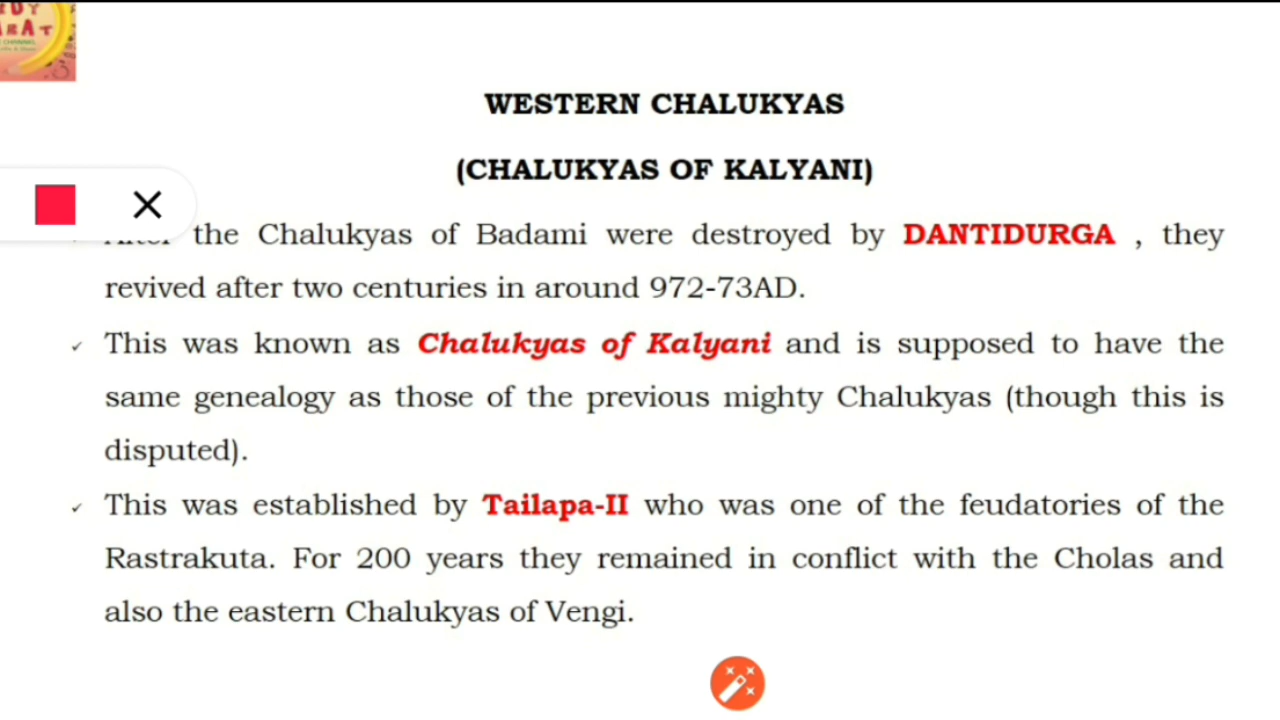 WESTERN CHALUKYAS
(CHALUKYAS OF KALYANI)
the Chalukyas of Badami were destroyed by DANTIDURGA , they
revived after two centuries in around 972-73AD.
This was known as Chalukyas of Kalyani and is supposed to have the
same genealogy as those of the previous mighty Chalukyas (though this is
disputed).
This was established by Tailapa-II who was one of the feudatories of the
Rastrakuta. For 200 years they remained in conflict with the Cholas and
also the eastern Chalukyas of Vengi.